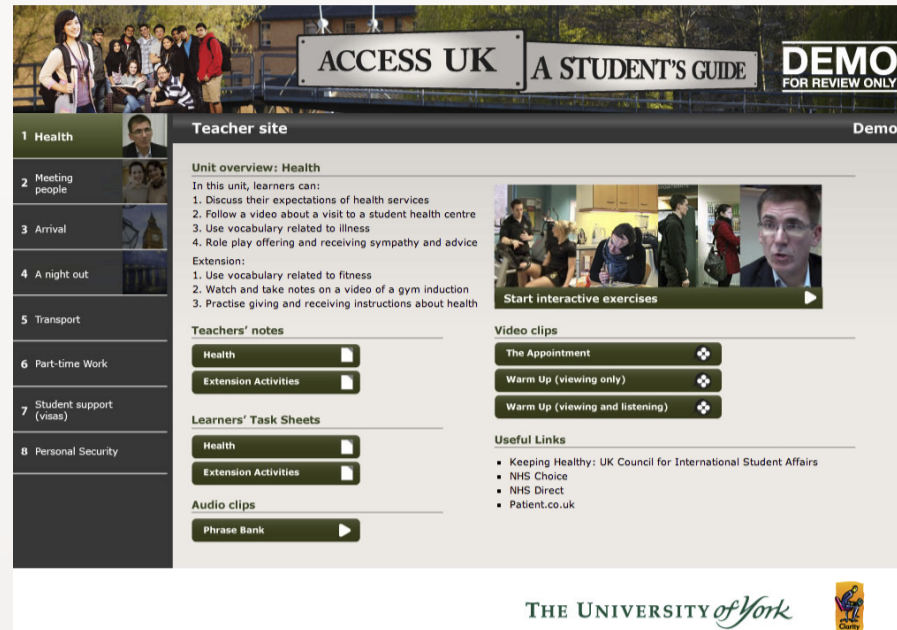 ACCESS UK
A STUDENT'S GUIDE
DEMO
FOR REVIEW ONLY
1 Health
2 Meeting
people
3 Arrival
4 A night out
5 Transport
6 Part-time Work
7 Student support
(visas)
8 Personal Security
Teacher site
Demo
Unit overview: Health
In this unit, learners can:
1. Discuss their expectations of health services
2. Follow a video about a visit to a student health centre
3. Use vocabulary related to illness
4. Role play offering and receiving sympathy and advice
Extension:
1. Use vocabulary related to fitness
2. Watch and take notes on a video of a gym induction
3. Practise giving and receiving instructions about health
Start interactive exercises
Teachers' notes
Health
Extension Activities
Learners' Task Sheets
Health
Extension Activities
Audio clips
Phrase Bank
Video clips
The Appointment
Warm Up (viewing only)
Warm Up (viewing and listening)
Useful Links
Keeping Healthy: UK Council for International Student Affairs
NHS Choice
NHS Direct
Patient.co.uk
THE UNIVERSITY of York
Clarity